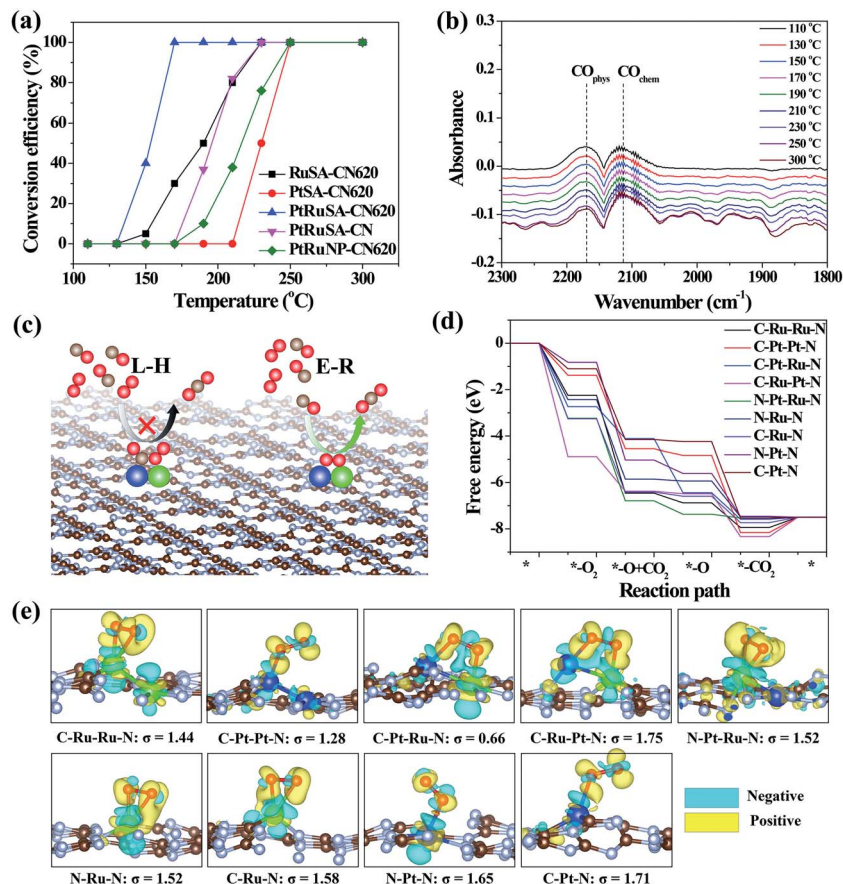 (a)
Conversion efficiency (%)
100
80
60
40
20
0
100
150
200
250
300
Temperature (°C)
RuSA-CN620
PtSA-CN620
PtRuSA-CN620
PtRuSA-CN
PtRuNP-CN620
(b)
Absorbance
0.3
0.2
0.1
0.0
-0.1
-0.2
2300
2200
2100
2000
1900
1800
Wavenumber (cm⁻¹)
CO_phys
CO_chem
110 °C
130 °C
150 °C
170 °C
190 °C
210 °C
230 °C
250 °C
300 °C
(c)
L-H
E-R
(d)
Free energy (eV)
0
-2
-4
-6
-8
*
*-O₂
*-O+CO₂
*-O
*-CO₂
*
Reaction path
C-Ru-Ru-N
C-Pt-Pt-N
C-Pt-Ru-N
C-Ru-Pt-N
N-Pt-Ru-N
N-Ru-N
C-Ru-N
N-Pt-N
C-Pt-N
(e)
C-Ru-Ru-N: σ = 1.44
C-Pt-Pt-N: σ = 1.28
C-Pt-Ru-N: σ = 0.66
C-Ru-Pt-N: σ = 1.75
N-Pt-Ru-N: σ = 1.52
N-Ru-N: σ = 1.52
C-Ru-N: σ = 1.58
N-Pt-N: σ = 1.65
C-Pt-N: σ = 1.71
Negative
Positive